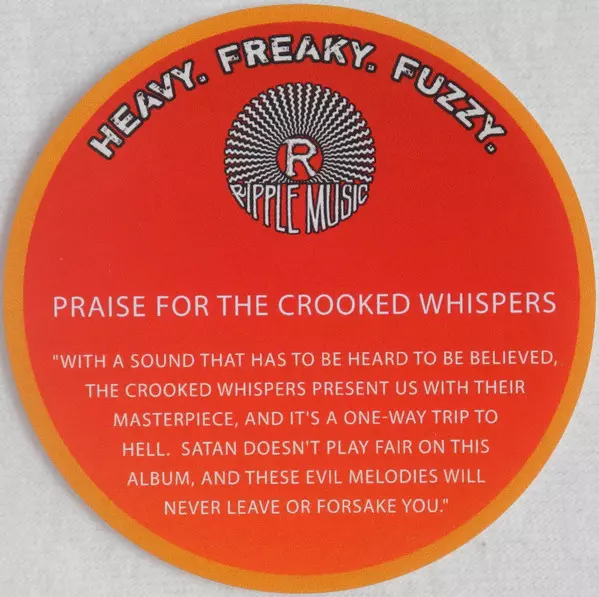 HEAVY. FREAKY. FUZZY.
R
RIPPLE MUSIC
PRAISE FOR THE CROOKED WHISPERS
"WITH A SOUND THAT HAS TO BE HEARD TO BE BELIEVED,
THE CROOKED WHISPERS PRESENT US WITH THEIR
MASTERPIECE, AND IT'S A ONE-WAY TRIP TO
HELL. SATAN DOESN'T PLAY FAIR ON THIS
ALBUM, AND THESE EVIL MELODIES WILL
NEVER LEAVE OR FORSAKE YOU."